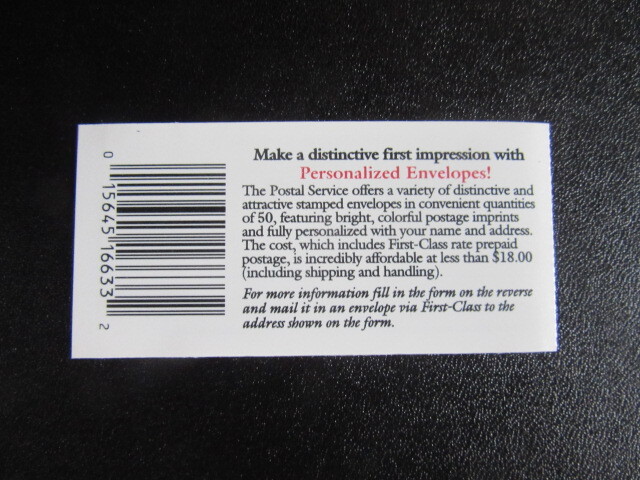 Make a distinctive first impression with
Personalized Envelopes!
The Postal Service offers a variety of distinctive and
attractive stamped envelopes in convenient quantities
of 50, featuring bright, colorful postage imprints
and fully personalized with your name and address.
The cost, which includes First-Class rate prepaid
postage, is incredibly affordable at less than $18.00
(including shipping and handling).
For more information fill in the form on the reverse
and mail it in an envelope via First-Class to the
address shown on the form.
0 15645 16633 2